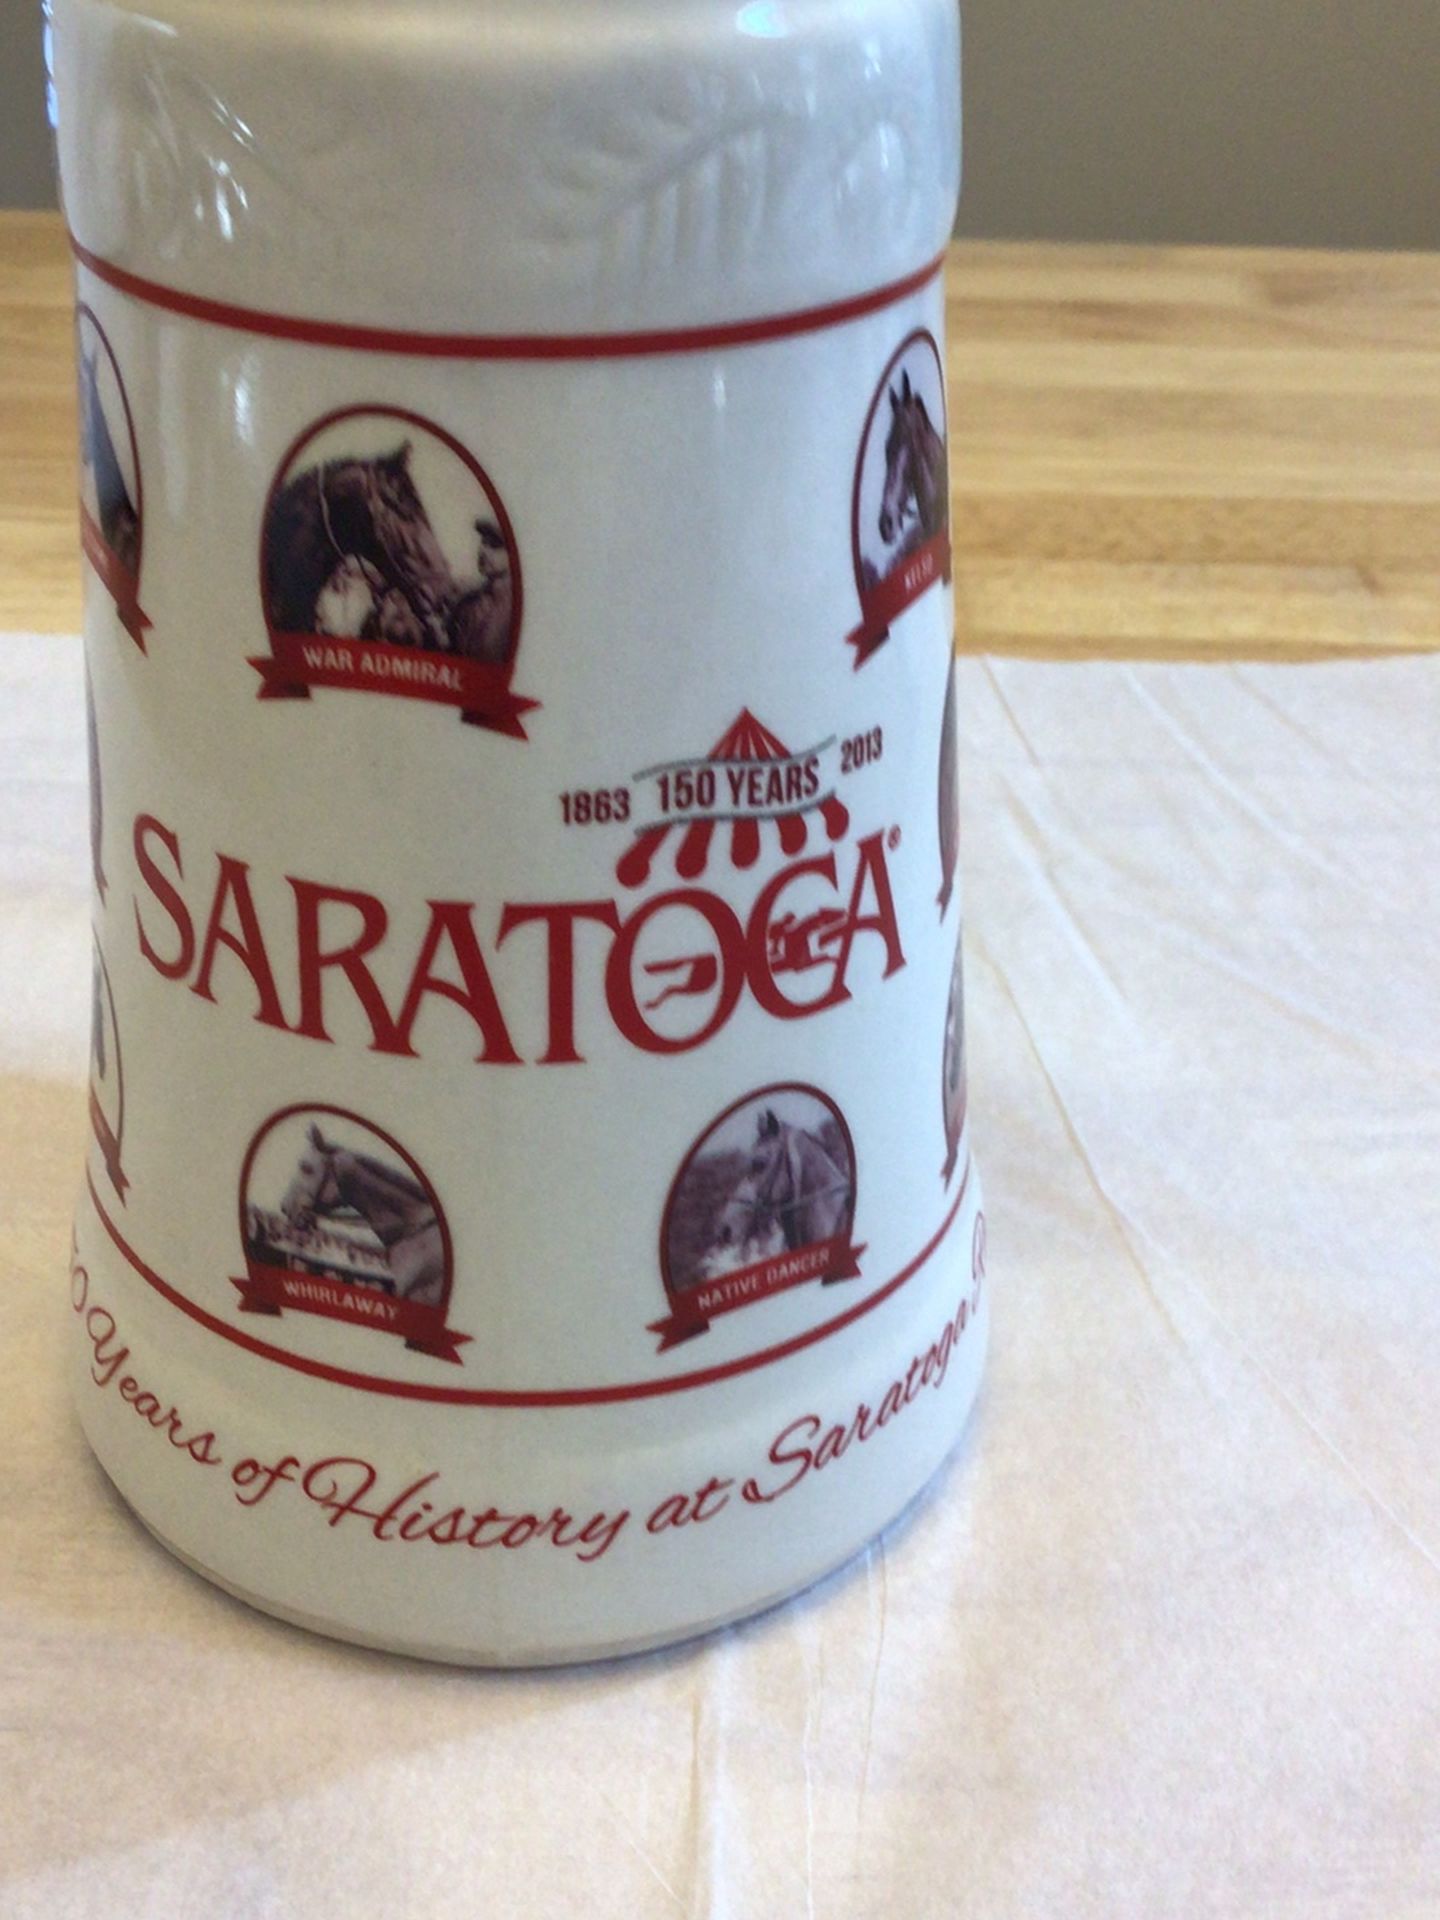 KELSO
WAR ADMIRAL
1863 150 YEARS 2013
SARATOGA®
WHIRLAWAY
NATIVE DANCER
Years of History at Saratoga